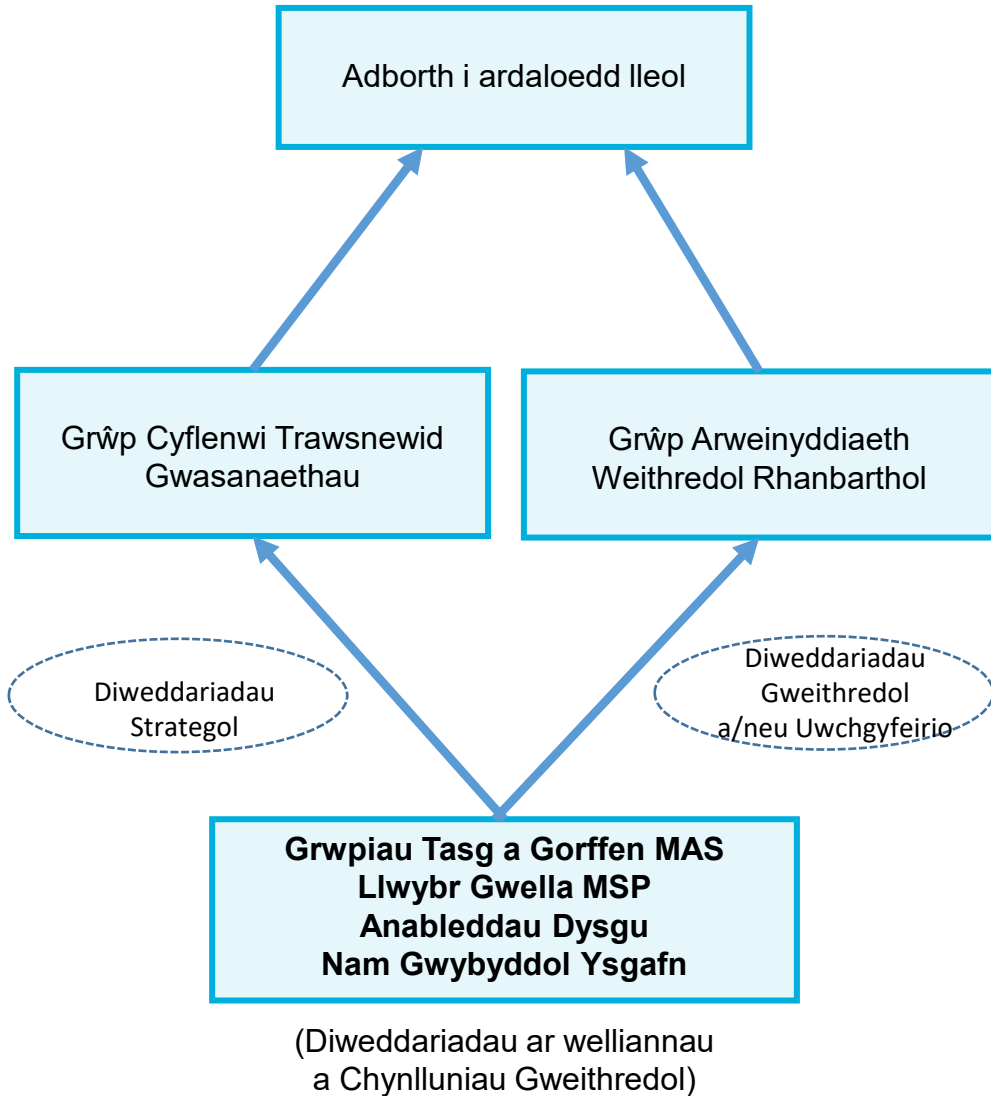 Adborth i ardaloedd lleol
Grŵp Cyflenwi Trawsnewid
Gwasanaethau
Grŵp Arweinyddiaeth
Weithredol Rhanbarthol
Diweddariadau
Strategol
Diweddariadau
Gweithredol
a/neu Uwchgyfeirio
Grwpiau Tasg a Gorffen MAS
Llwybr Gwella MSP
Anableddau Dysgu
Nam Gwybyddol Ysgafn
(Diweddariadau ar welliannau
a Chynlluniau Gweithredol)